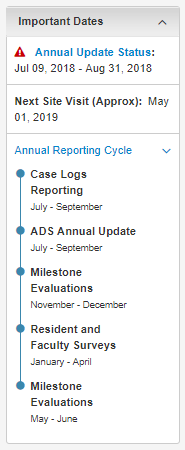 Important Dates
Annual Update Status:
Jul 09, 2018 - Aug 31, 2018
Next Site Visit (Approx): May
01, 2019
Annual Reporting Cycle
Case Logs
Reporting
July - September
ADS Annual Update
July - September
Milestone
Evaluations
November - December
Resident and
Faculty Surveys
January - April
Milestone
Evaluations
May - June